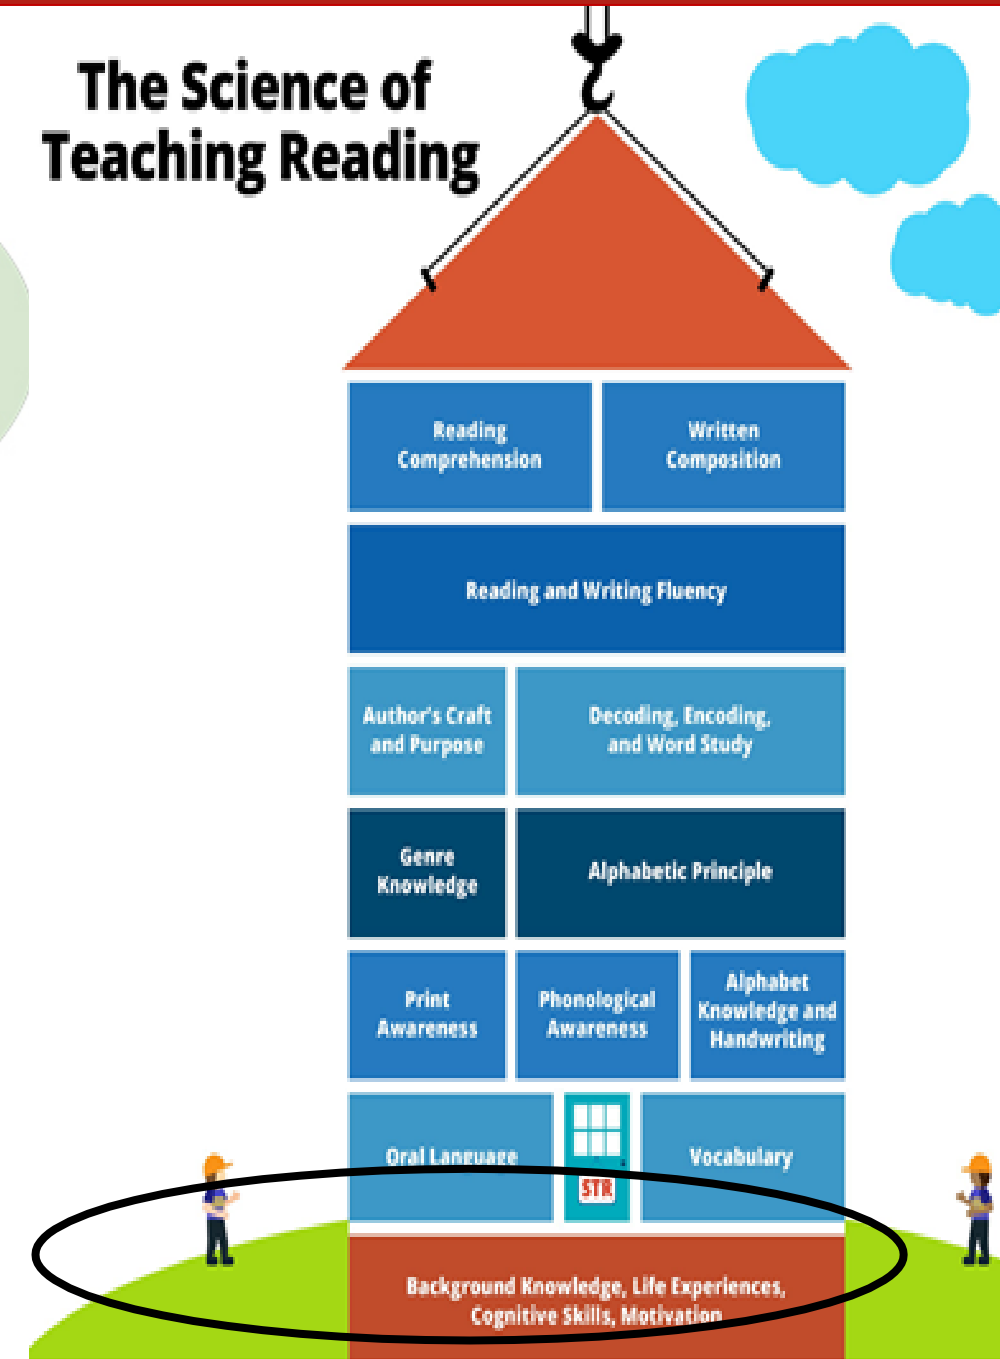 The Science of
Teaching Reading
Reading
Comprehension
Written
Composition
Reading and Writing Fluency
Author's Craft
and Purpose
Decoding, Encoding,
and Word Study
Genre
Knowledge
Alphabetic Principle
Print
Awareness
Phonological
Awareness
Alphabet
Knowledge and
Handwriting
Oral Language
STR
Vocabulary
Background Knowledge, Life Experiences,
Cognitive Skills, Motivation